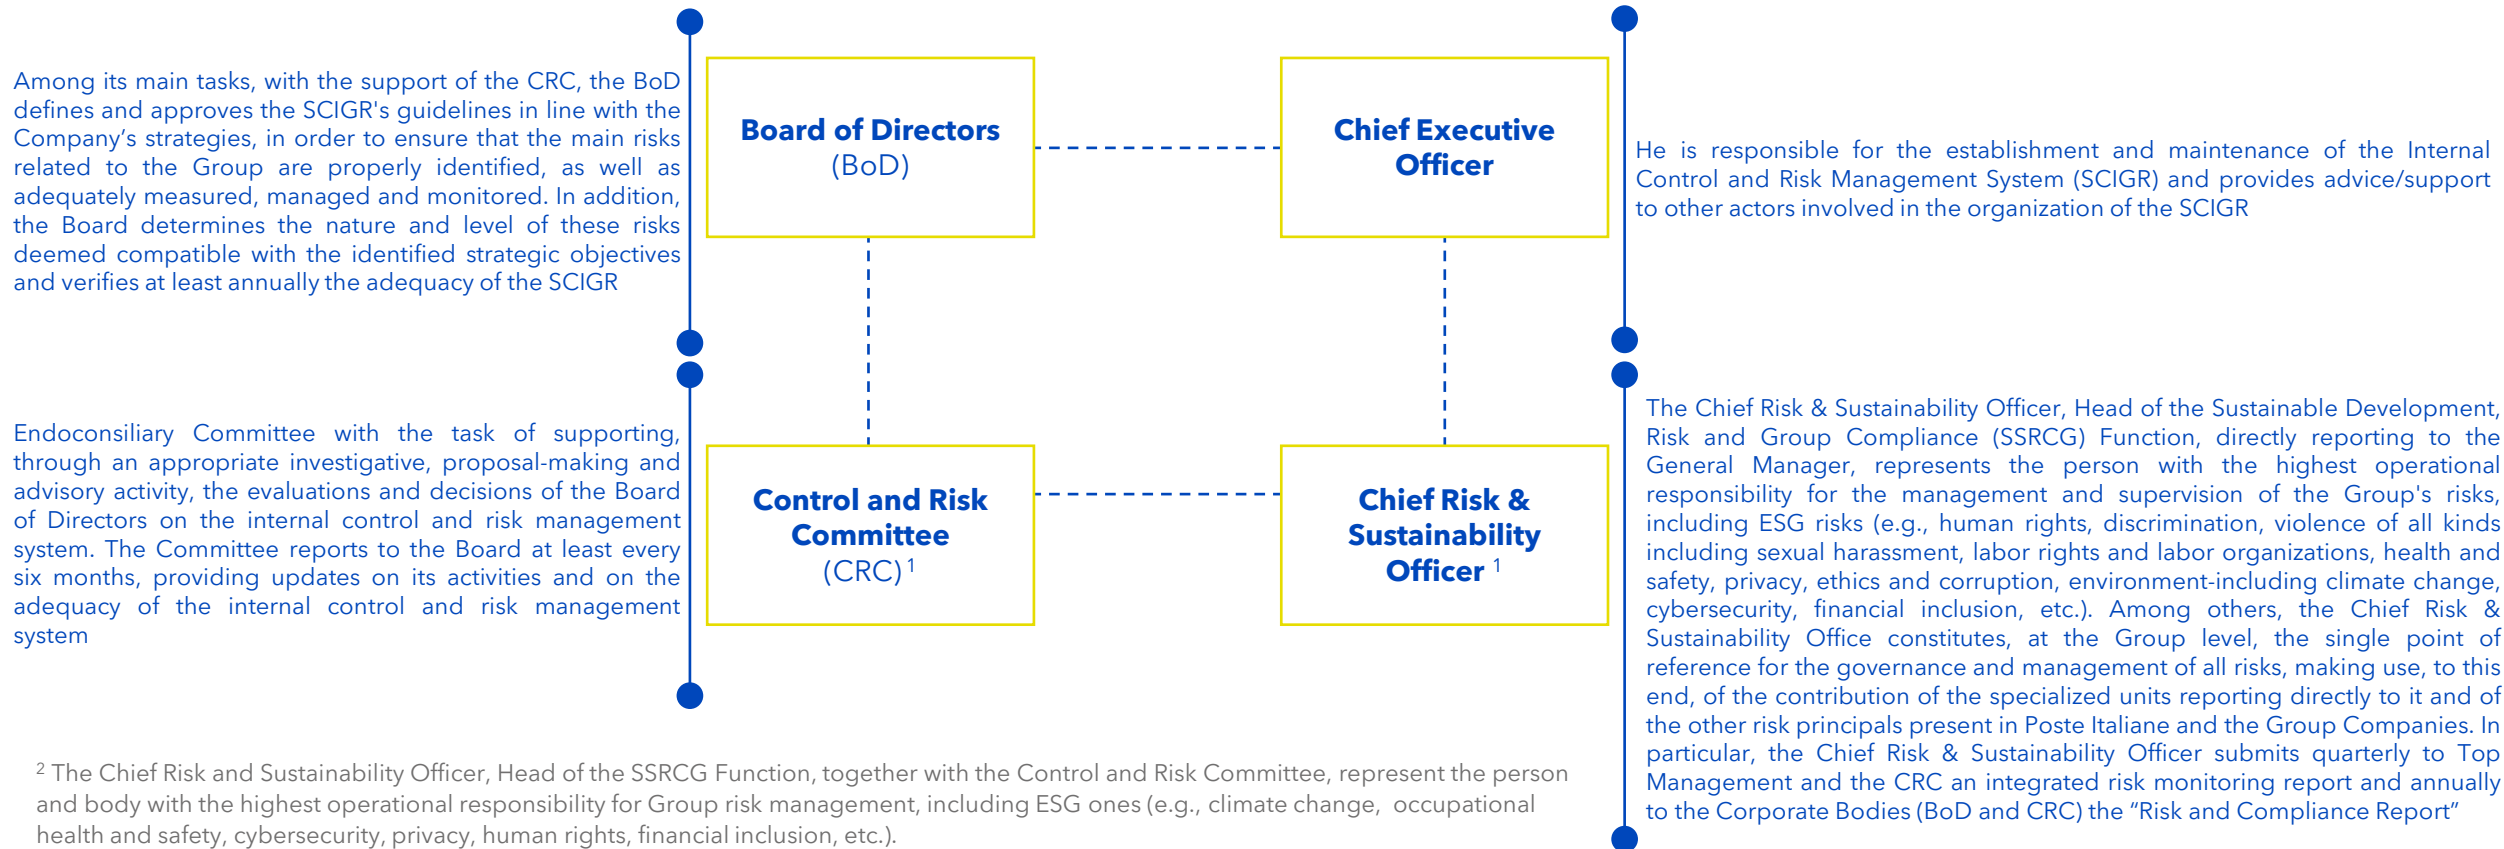 Among its main tasks, with the support of the CRC, the BoD
defines and approves the SCIGR's guidelines in line with the
Company’s strategies, in order to ensure that the main risks
related to the Group are properly identified, as well as
adequately measured, managed and monitored. In addition,
the Board determines the nature and level of these risks
deemed compatible with the identified strategic objectives
and verifies at least annually the adequacy of the SCIGR
Board of Directors
(BoD)
Chief Executive
Officer
He is responsible for the establishment and maintenance of the Internal
Control and Risk Management System (SCIGR) and provides advice/support
to other actors involved in the organization of the SCIGR
Endoconsiliary Committee with the task of supporting,
through an appropriate investigative, proposal-making and
advisory activity, the evaluations and decisions of the Board
of Directors on the internal control and risk management
system. The Committee reports to the Board at least every
six months, providing updates on its activities and on the
adequacy of the internal control and risk management
system
Control and Risk
Committee
(CRC) 1
Chief Risk &
Sustainability
Officer 1
The Chief Risk & Sustainability Officer, Head of the Sustainable Development,
Risk and Group Compliance (SSRCG) Function, directly reporting to the
General Manager, represents the person with the highest operational
responsibility for the management and supervision of the Group's risks,
including ESG risks (e.g., human rights, discrimination, violence of all kinds
including sexual harassment, labor rights and labor organizations, health and
safety, privacy, ethics and corruption, environment-including climate change,
cybersecurity, financial inclusion, etc.). Among others, the Chief Risk &
Sustainability Office constitutes, at the Group level, the single point of
reference for the governance and management of all risks, making use, to this
end, of the contribution of the specialized units reporting directly to it and of
the other risk principals present in Poste Italiane and the Group Companies. In
particular, the Chief Risk & Sustainability Officer submits quarterly to Top
Management and the CRC an integrated risk monitoring report and annually
to the Corporate Bodies (BoD and CRC) the “Risk and Compliance Report”
2 The Chief Risk and Sustainability Officer, Head of the SSRCG Function, together with the Control and Risk Committee, represent the person
and body with the highest operational responsibility for Group risk management, including ESG ones (e.g., climate change, occupational
health and safety, cybersecurity, privacy, human rights, financial inclusion, etc.).